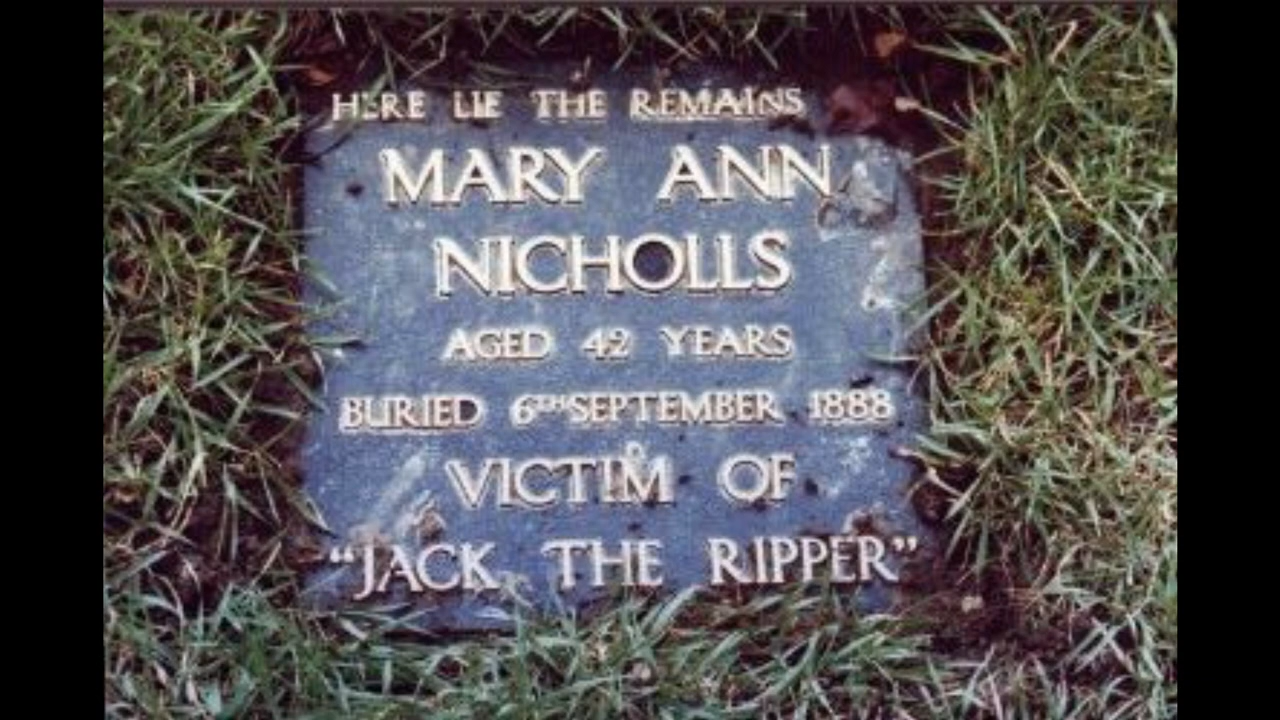 HERE LIE THE REMAINS
MARY ANN
NICHOLLS
AGED 42 YEARS
BURIED 6TH SEPTEMBER 1888
VICTIM OF
“JACK THE RIPPER”